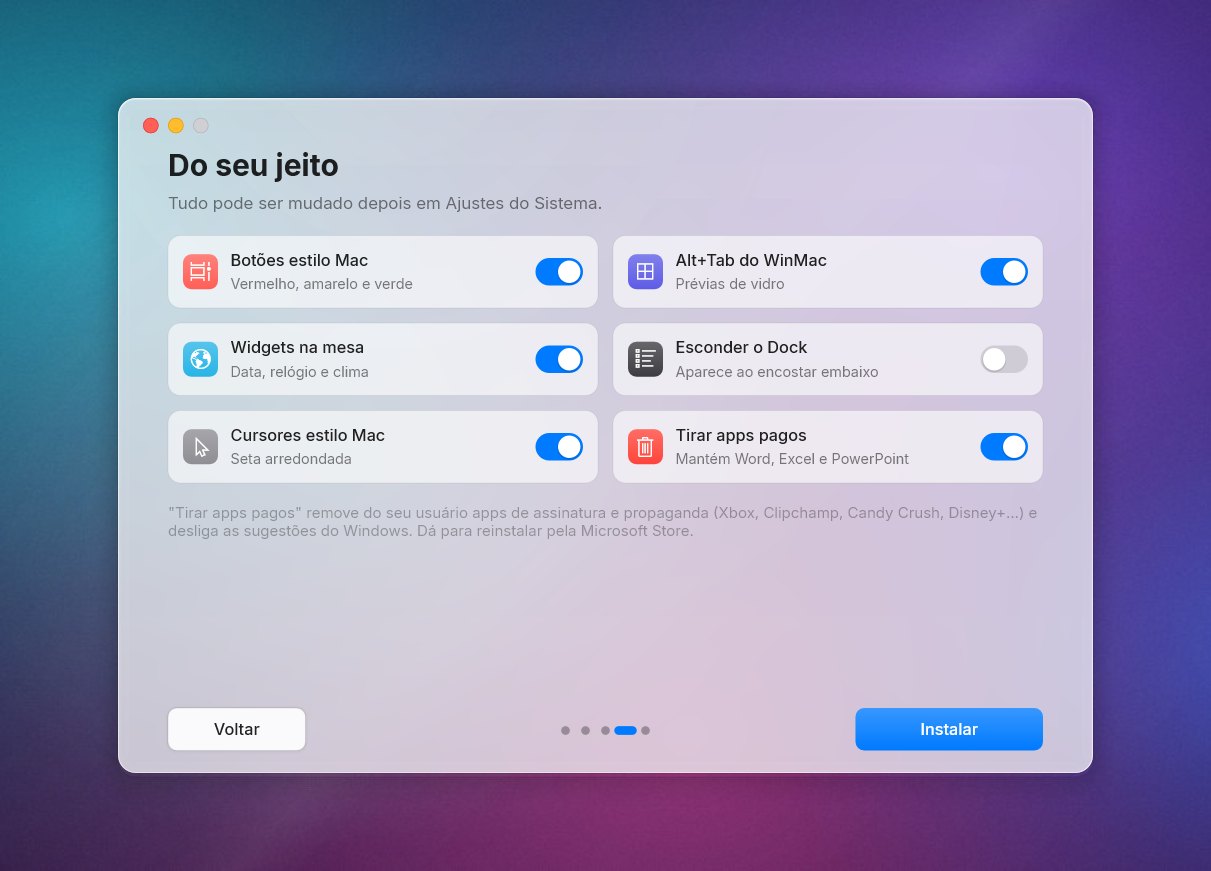 Do seu jeito
Tudo pode ser mudado depois em Ajustes do Sistema.
Botões estilo Mac
Vermelho, amarelo e verde
Alt+Tab do WinMac
Prévias de vidro
Widgets na mesa
Data, relógio e clima
Esconder o Dock
Aparece ao encostar embaixo
Cursores estilo Mac
Seta arredondada
Tirar apps pagos
Mantém Word, Excel e PowerPoint
"Tirar apps pagos" remove do seu usuário apps de assinatura e propaganda (Xbox, Clipchamp, Candy Crush, Disney+...) e
desliga as sugestões do Windows. Dá para reinstalar pela Microsoft Store.
Voltar
Instalar